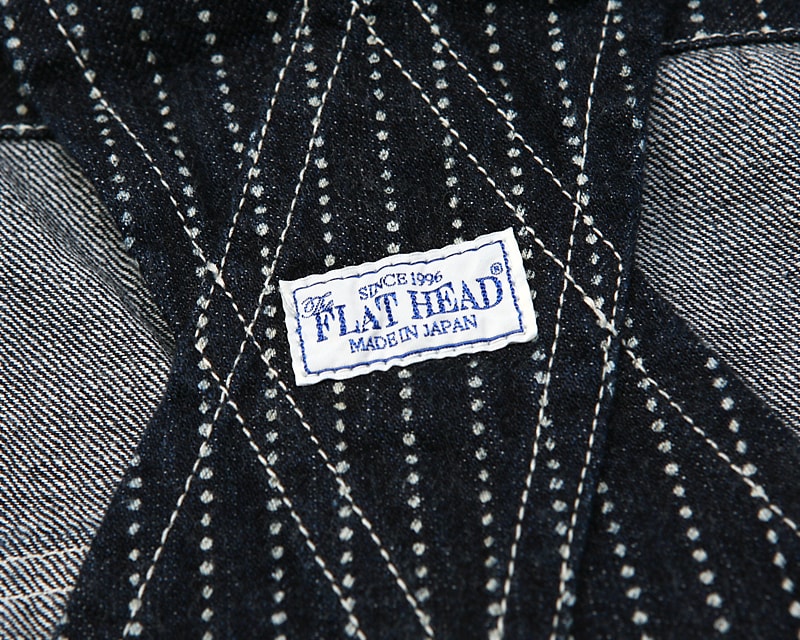 SINCE 1996
The
FLAT HEAD®
MADE IN JAPAN